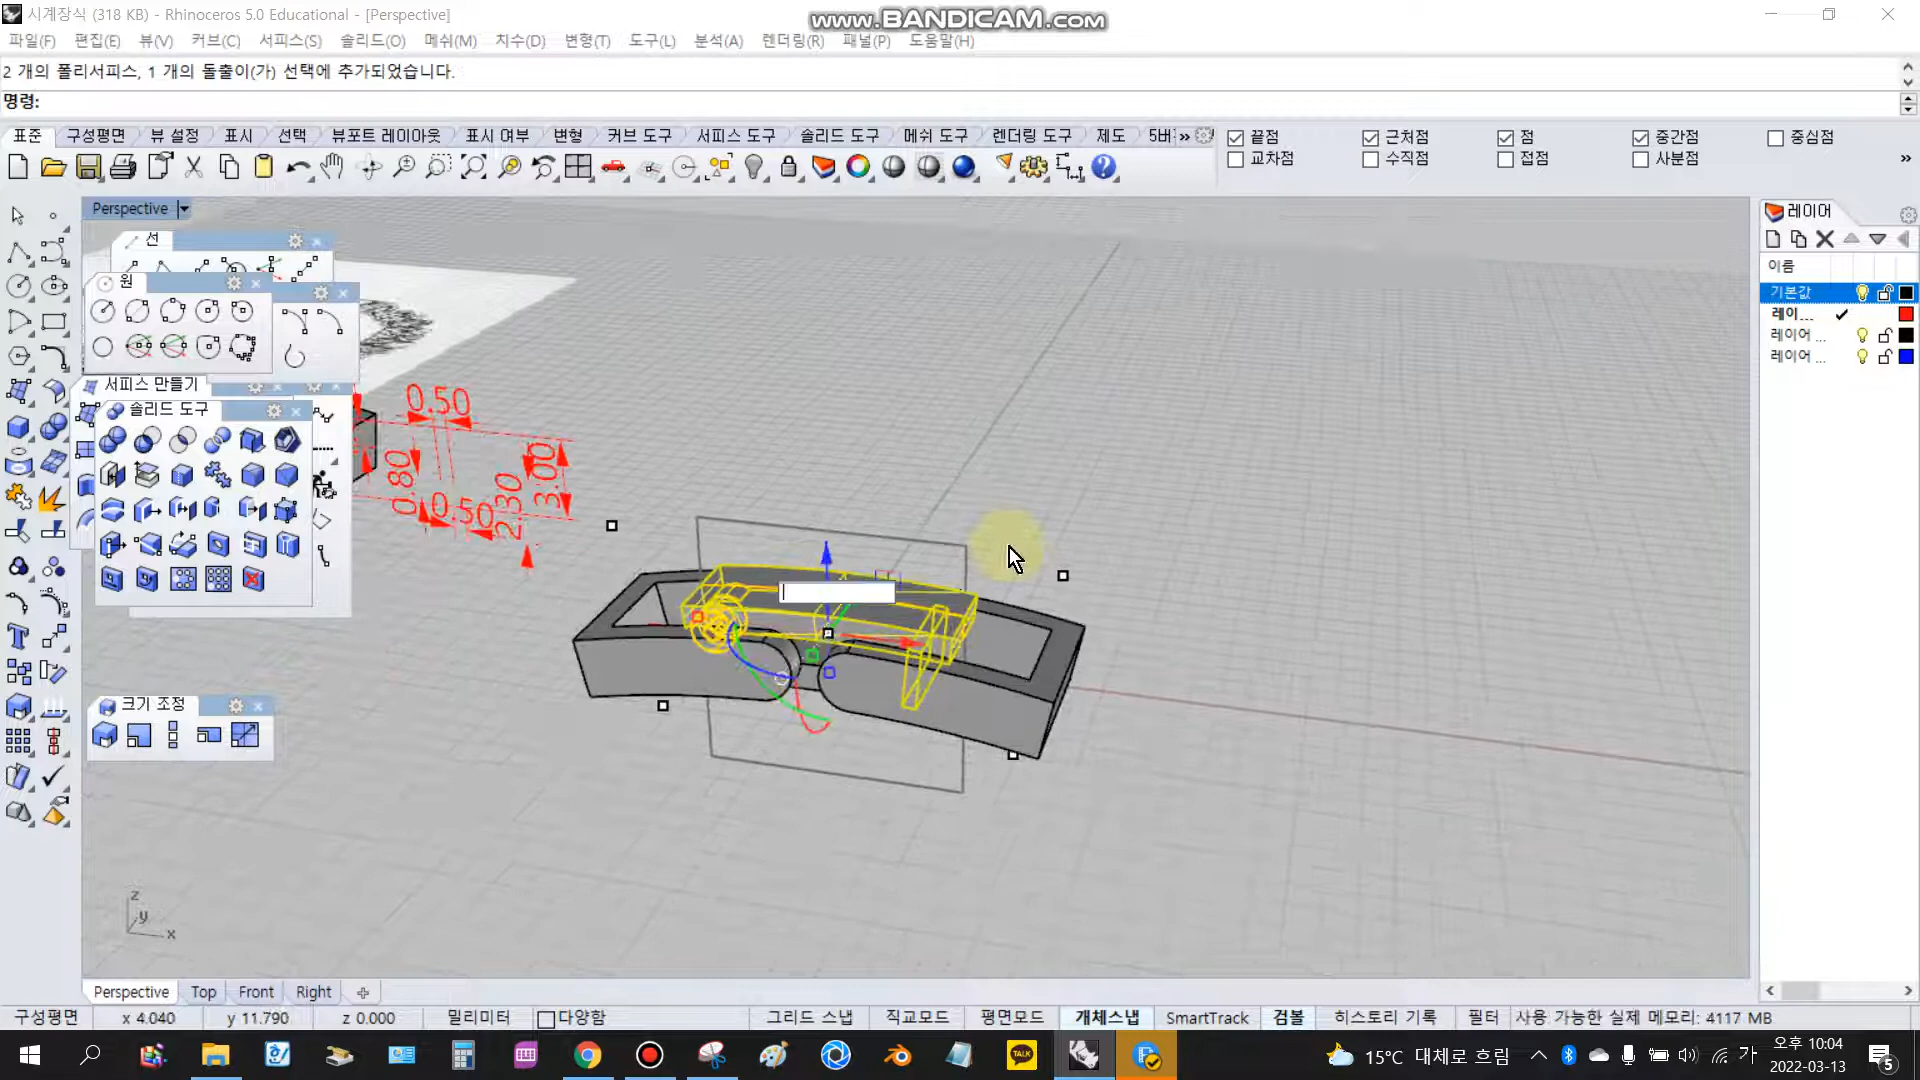 시계장식 (318 KB) - Rhinoceros 5.0 Educational - [Perspective]
www.BANDICAM.com
파일(F) 편집(E) 뷰(V) 커브(C) 서피스(S) 솔리드(O) 메쉬(M) 치수(D) 변형(T) 도구(L) 분석(A) 렌더링(R) 패널(P) 도움말(H)
2 개의 폴리서피스, 1 개의 돌출이(가) 선택에 추가되었습니다.
명령:
표준 구성평면 뷰 설정 표시 선택 뷰포트 레이아웃 표시 여부 변형 커브 도구 서피스 도구 솔리드 도구 메쉬 도구 렌더링 도구 제도 5버 »
끝점 근처점 점 중간점 중심점
교차점 수직점 접점 사분점 »
Perspective
레이어
선
원
이름
기본값
레이...
레이어 ...
레이어 ...
서피스 만들기
솔리드 도구
0.50
0.80
0.50
2.30
3.00
크기 조정
z
y
x
Perspective Top Front Right
구성평면 x 4.040 y 11.790 z 0.000 밀리미터 다양함 그리드 스냅 직교모드 평면모드 개체스냅 SmartTrack 검볼 히스토리 기록 필터 사용 가능한 실제 메모리: 4117 MB
TALK
15°C 대체로 흐림
가
오후 10:04
2022-03-13
5